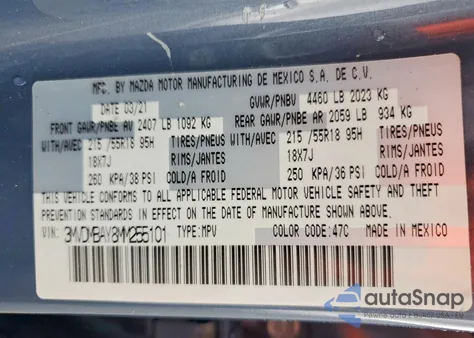 MFG. BY MAZDA MOTOR MANUFACTURING DE MEXICO S.A. DE C.V.
DATE 03/21 GVWR/PNBV 4460 LB 2023 KG
FRONT GAWR/PNBE AV 2407 LB 1092 KG REAR GAWR/PNBE AR 2059 LB 934 KG
WITH/AVEC 215 /55R18 95H WITH/AVEC 215 /55R18 95H
18X7J RIMS/JANTES 18X7J RIMS/JANTES
260 KPA/38 PSI COLD/A FROID 250 KPA/36 PSI COLD/A FROID
THIS VEHICLE CONFORMS TO ALL APPLICABLE FEDERAL MOTOR VEHICLE SAFETY AND THEFT
PREVENTION STANDARDS IN EFFECT ON THE DATE OF MANUFACTURE SHOWN ABOVE.
VIN: TYPE: MPV COLOR CODE: 47C MADE IN MEXICO
autoSnap